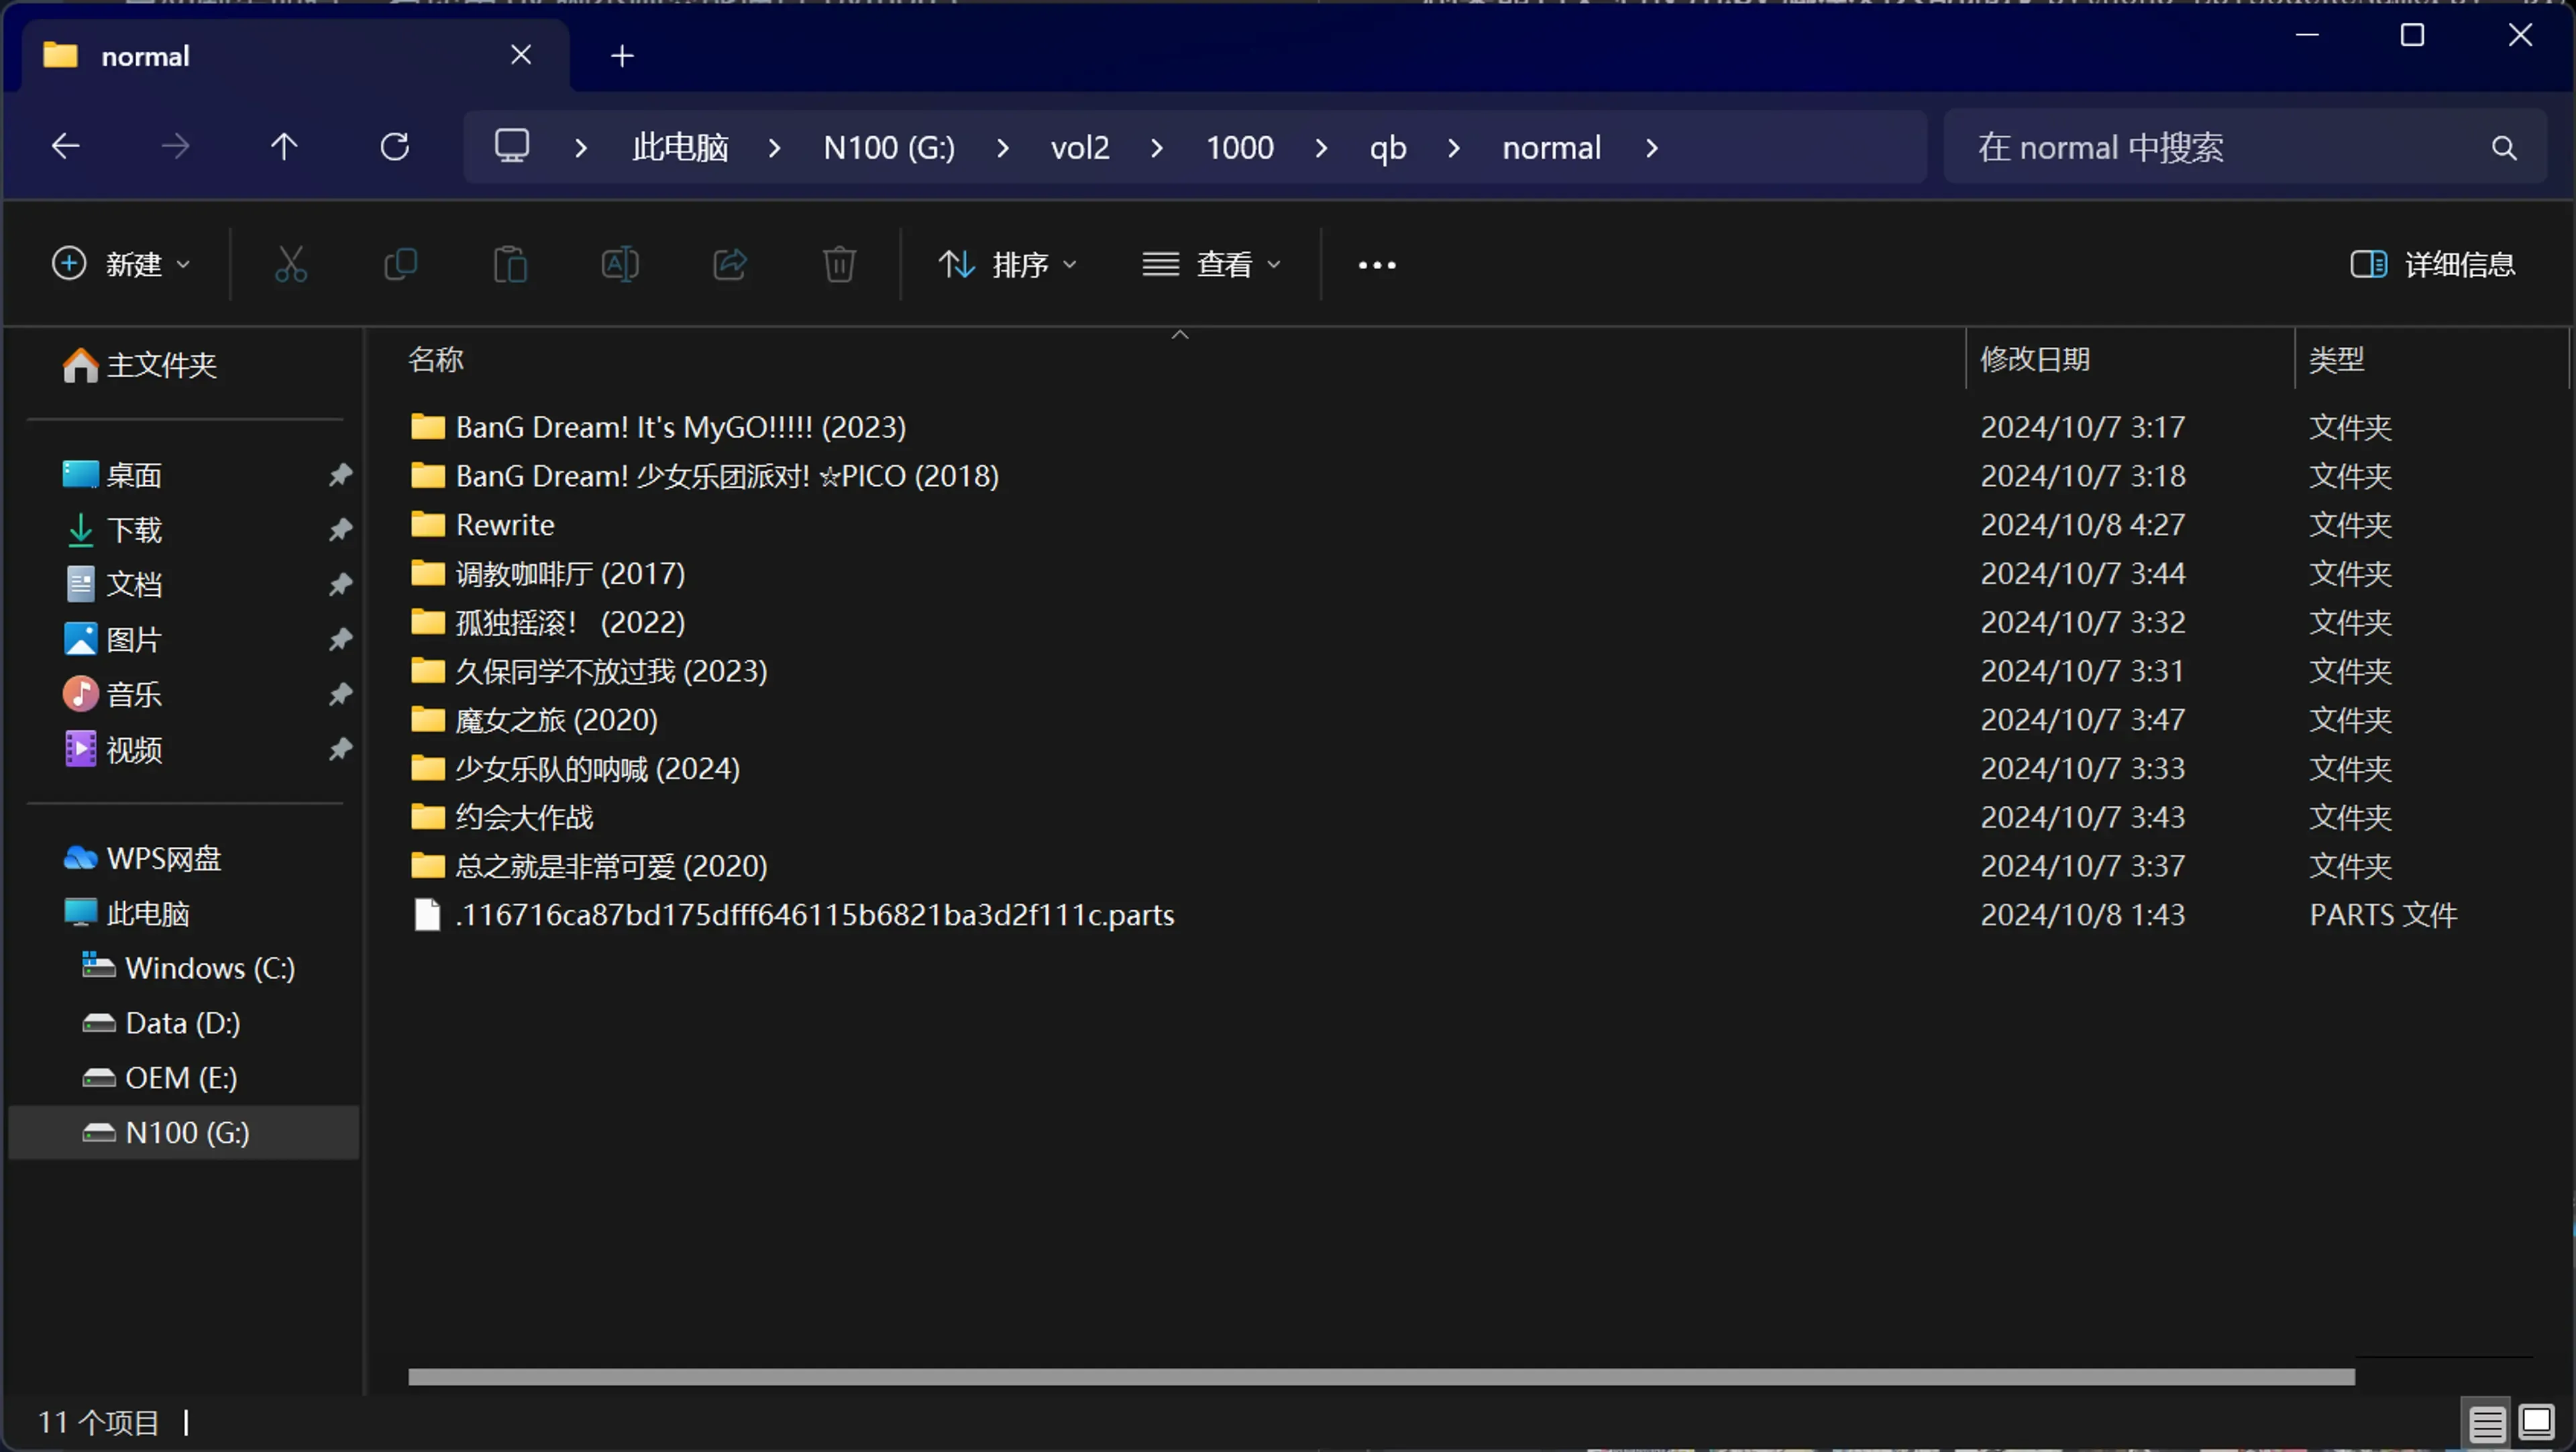 normal
此电脑 N100 (G:) vol2 1000 qb normal
在 normal 中搜索
新建
排序
查看
详细信息
主文件夹
桌面
下载
文档
图片
音乐
视频
WPS网盘
此电脑
Windows (C:)
Data (D:)
OEM (E:)
N100 (G:)
名称 修改日期 类型
BanG Dream! It's MyGO!!!!! (2023) 2024/10/7 3:17 文件夹
BanG Dream! 少女乐团派对! ☆PICO (2018) 2024/10/7 3:18 文件夹
Rewrite 2024/10/8 4:27 文件夹
调教咖啡厅 (2017) 2024/10/7 3:44 文件夹
孤独摇滚！ (2022) 2024/10/7 3:32 文件夹
久保同学不放过我 (2023) 2024/10/7 3:31 文件夹
魔女之旅 (2020) 2024/10/7 3:47 文件夹
少女乐队的呐喊 (2024) 2024/10/7 3:33 文件夹
约会大作战 2024/10/7 3:43 文件夹
总之就是非常可爱 (2020) 2024/10/7 3:37 文件夹
.116716ca87bd175dfff646115b6821ba3d2f111c.parts 2024/10/8 1:43 PARTS 文件
11 个项目